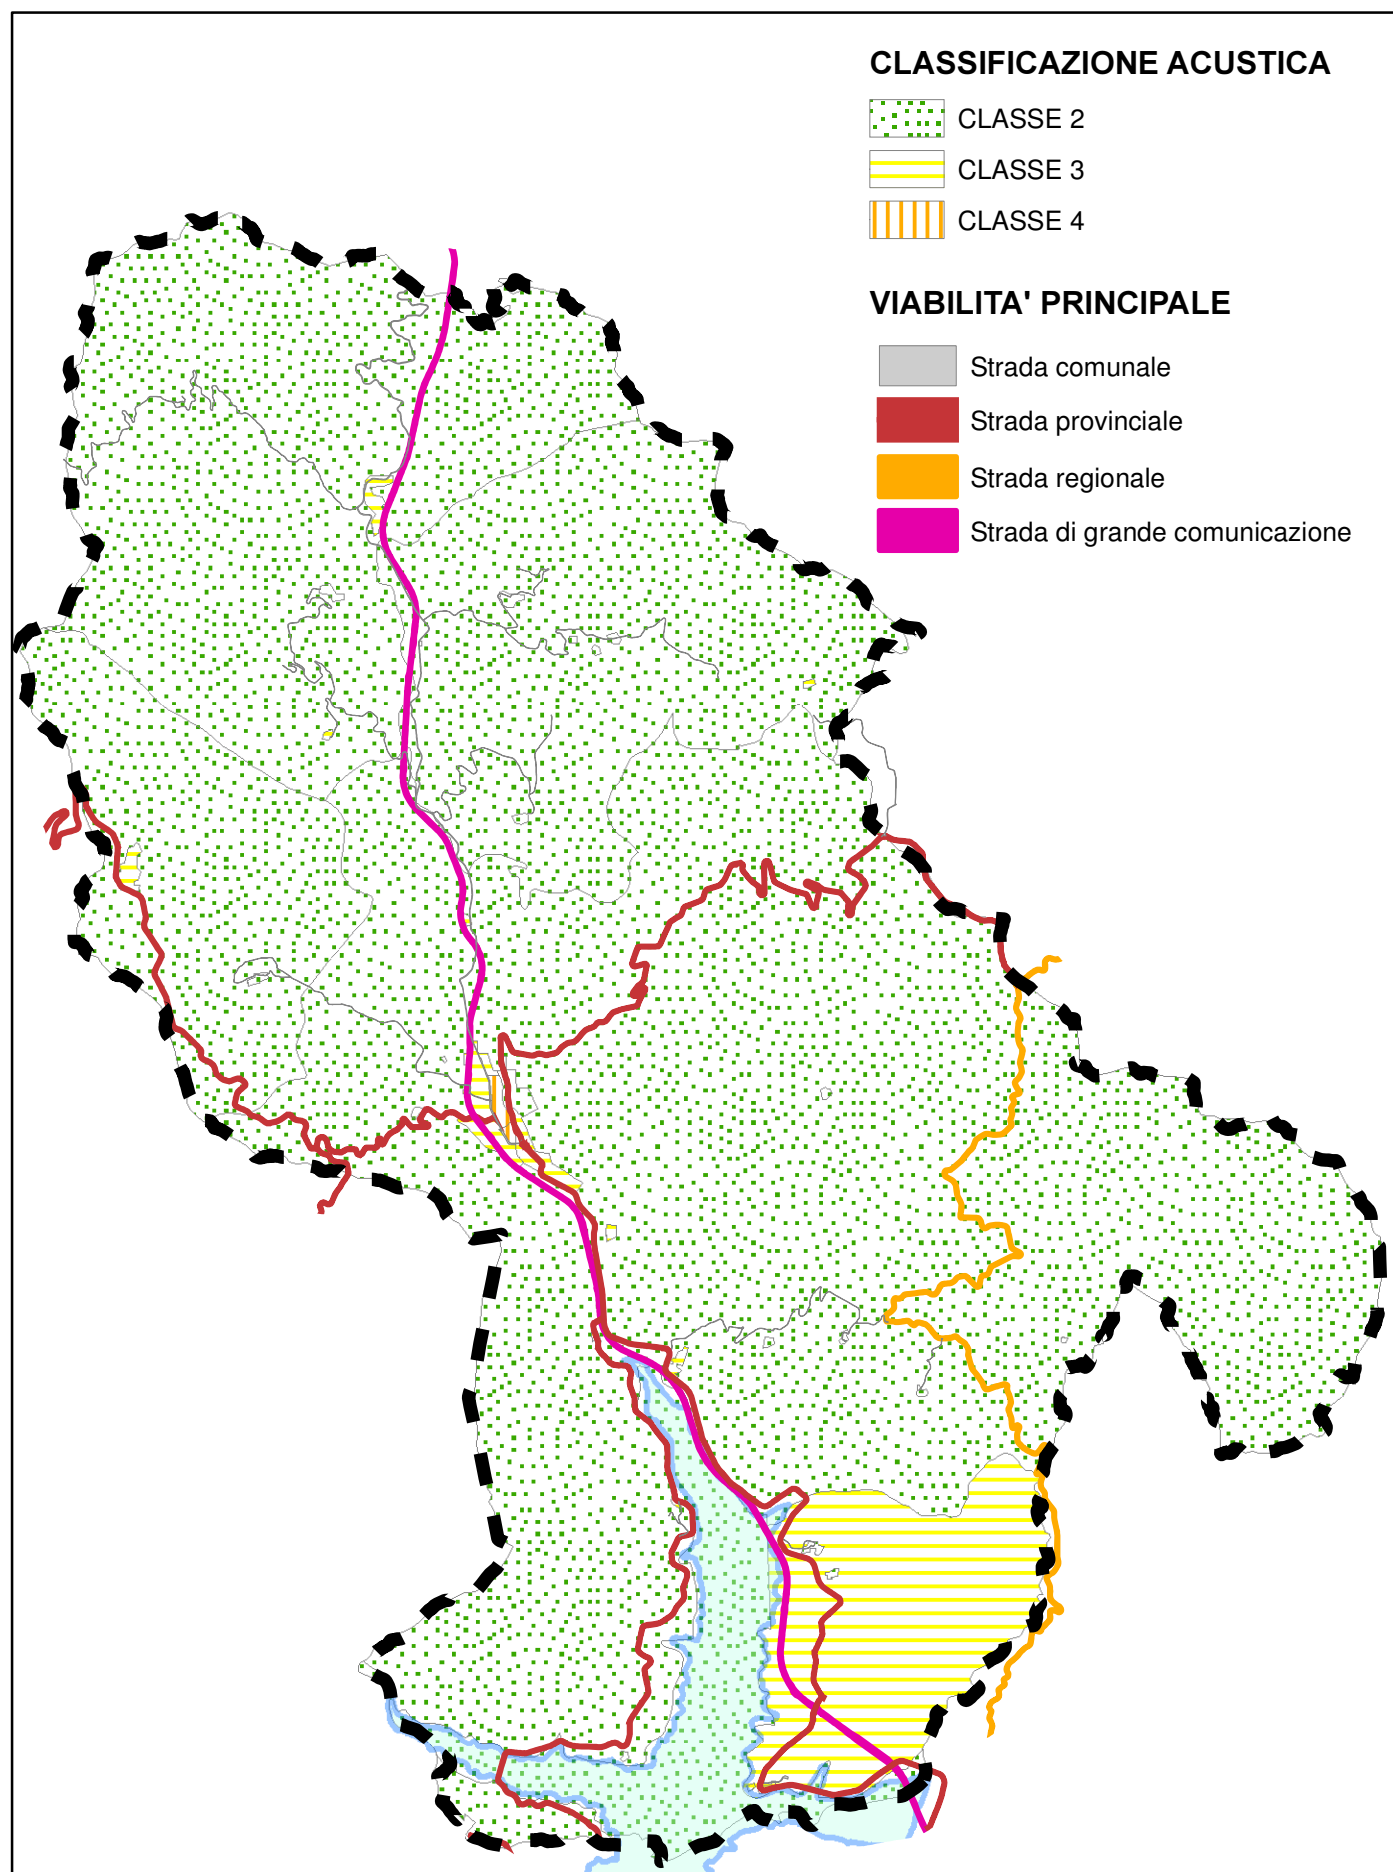 CLASSIFICAZIONE ACUSTICA
CLASSE 2
CLASSE 3
CLASSE 4
VIABILITA' PRINCIPALE
Strada comunale
Strada provinciale
Strada regionale
Strada di grande comunicazione